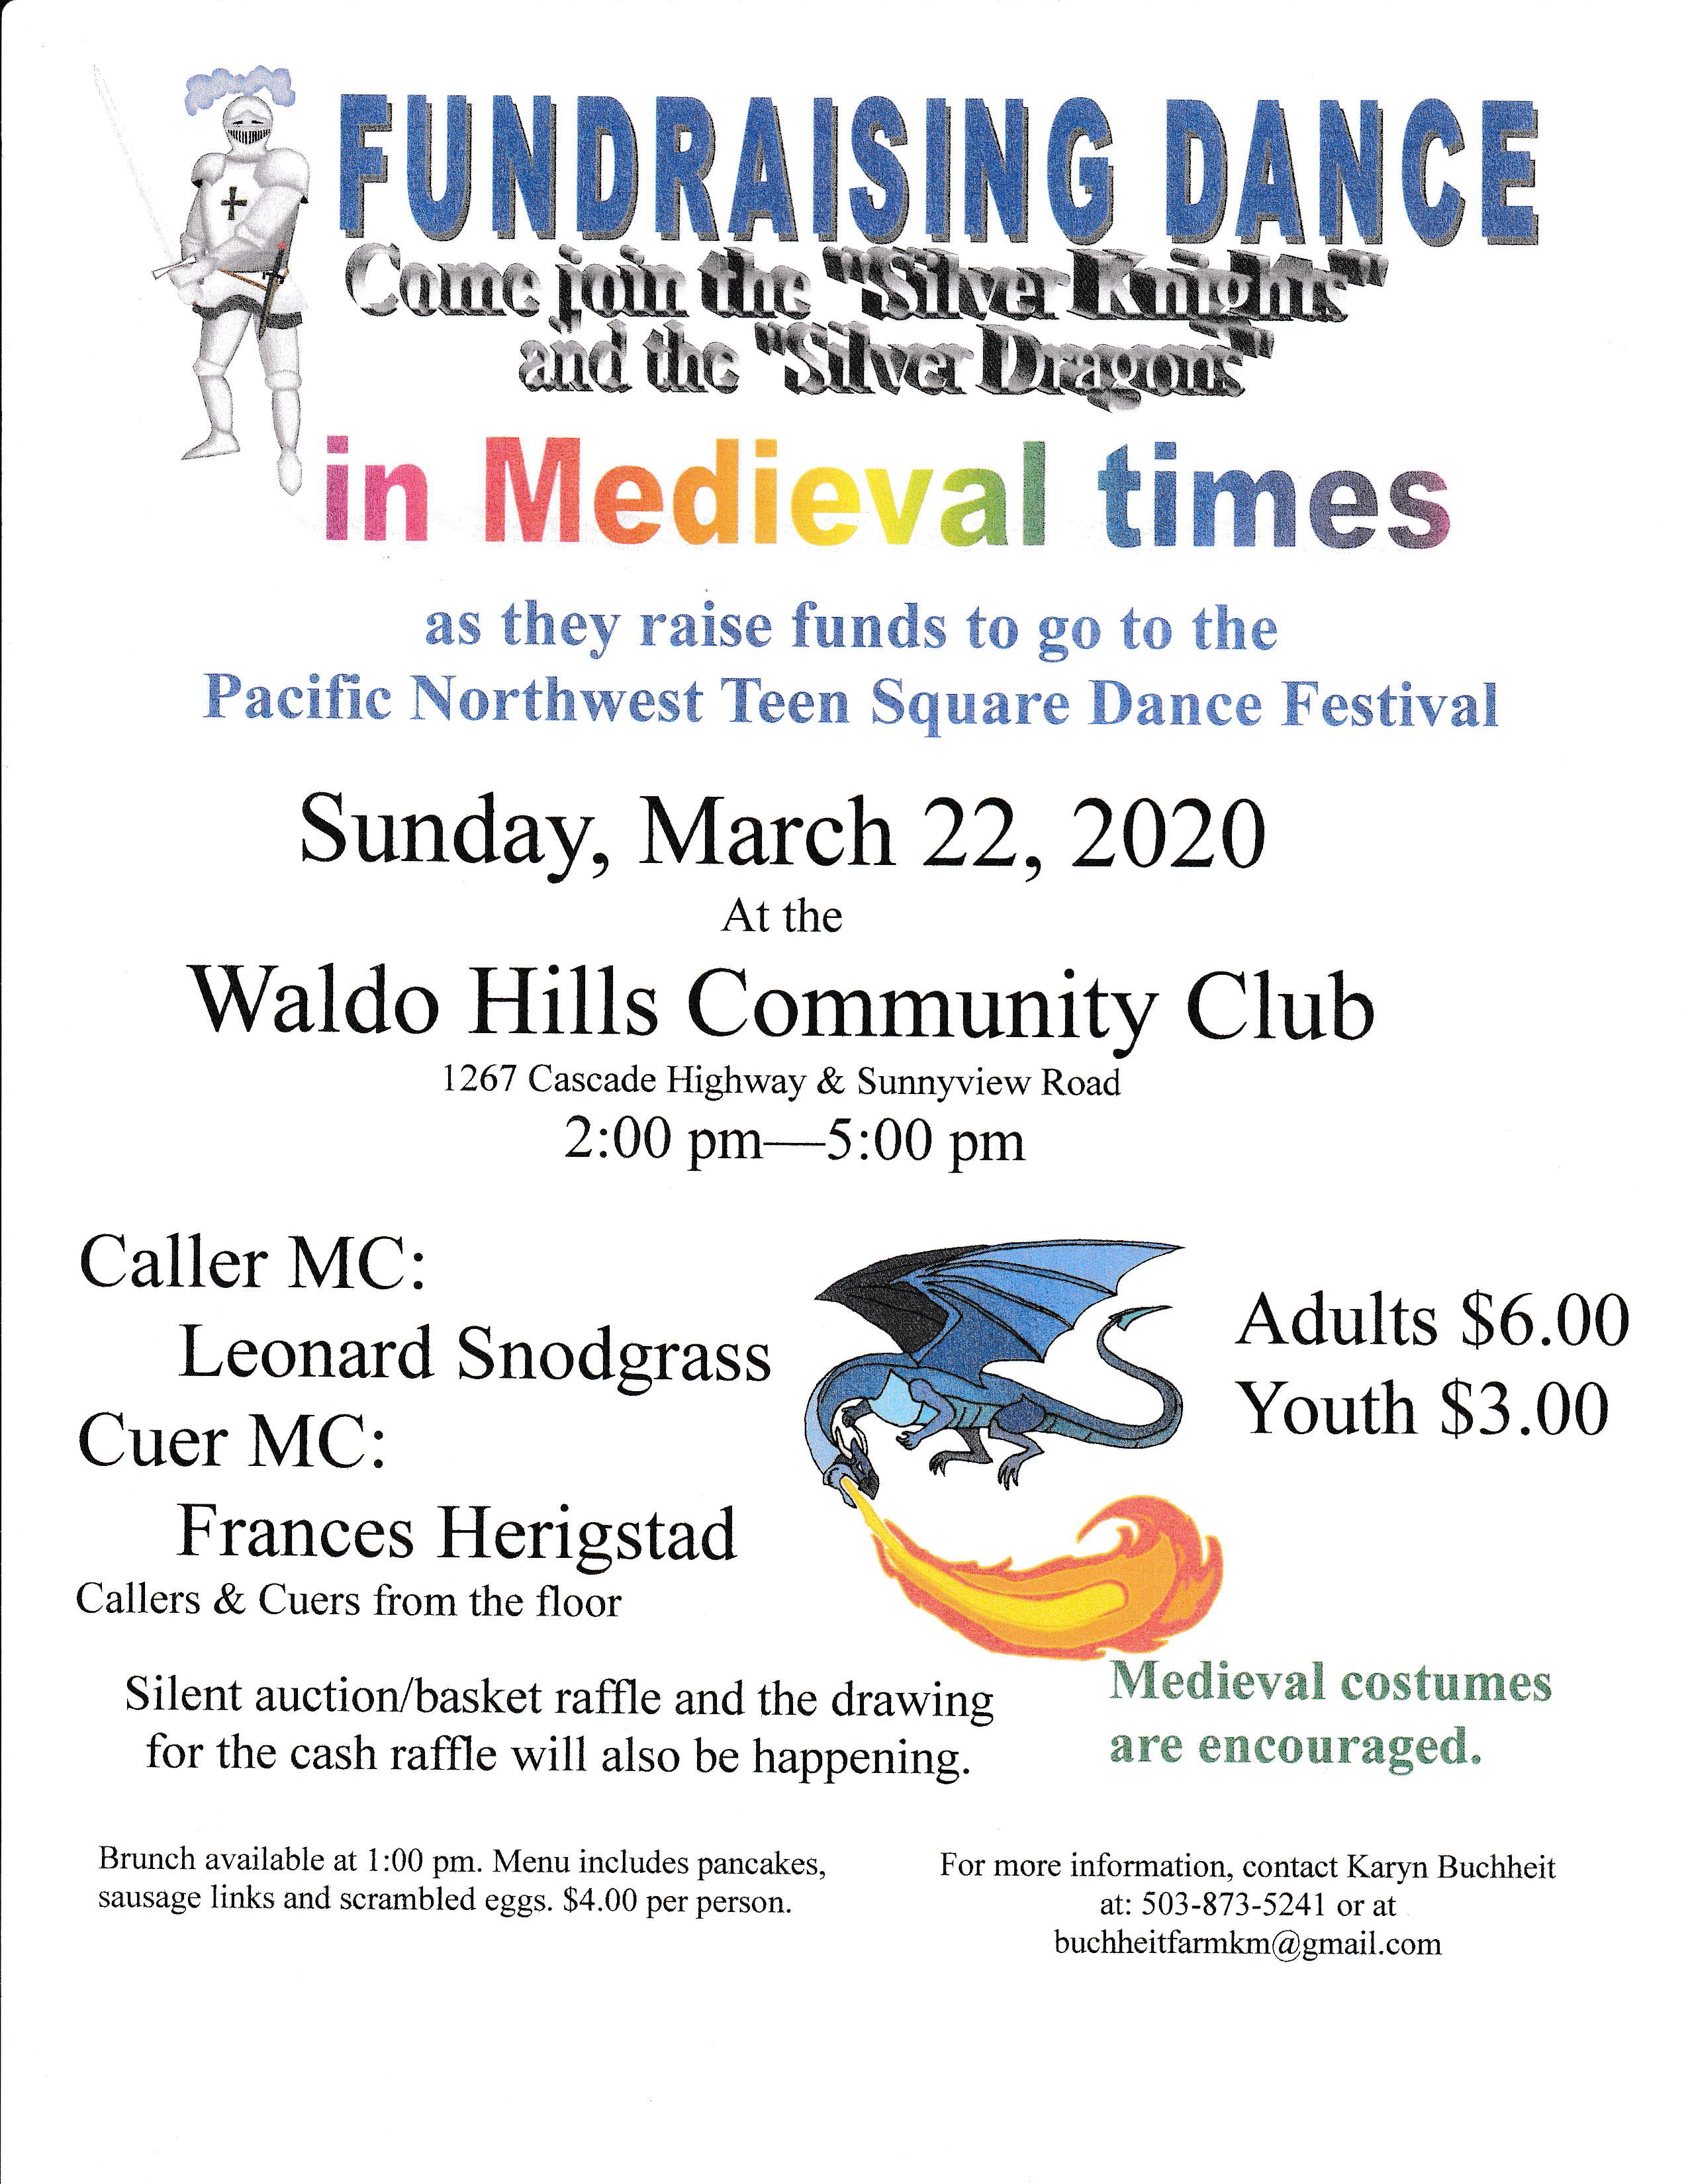 FUNDRAISING DANCE
Come join the "Silver Knights"
and the "Silver Dragons"
in Medieval times
as they raise funds to go to the
Pacific Northwest Teen Square Dance Festival
Sunday, March 22, 2020
At the
Waldo Hills Community Club
1267 Cascade Highway & Sunnyview Road
2:00 pm—5:00 pm
Caller MC:
Leonard Snodgrass
Cuer MC:
Frances Herigstad
Callers & Cuers from the floor
Adults $6.00
Youth $3.00
Silent auction/basket raffle and the drawing
for the cash raffle will also be happening.
Medieval costumes
are encouraged.
Brunch available at 1:00 pm. Menu includes pancakes,
sausage links and scrambled eggs. $4.00 per person.
For more information, contact Karyn Buchheit
at: 503-873-5241 or at
buchheitfarmkm@gmail.com